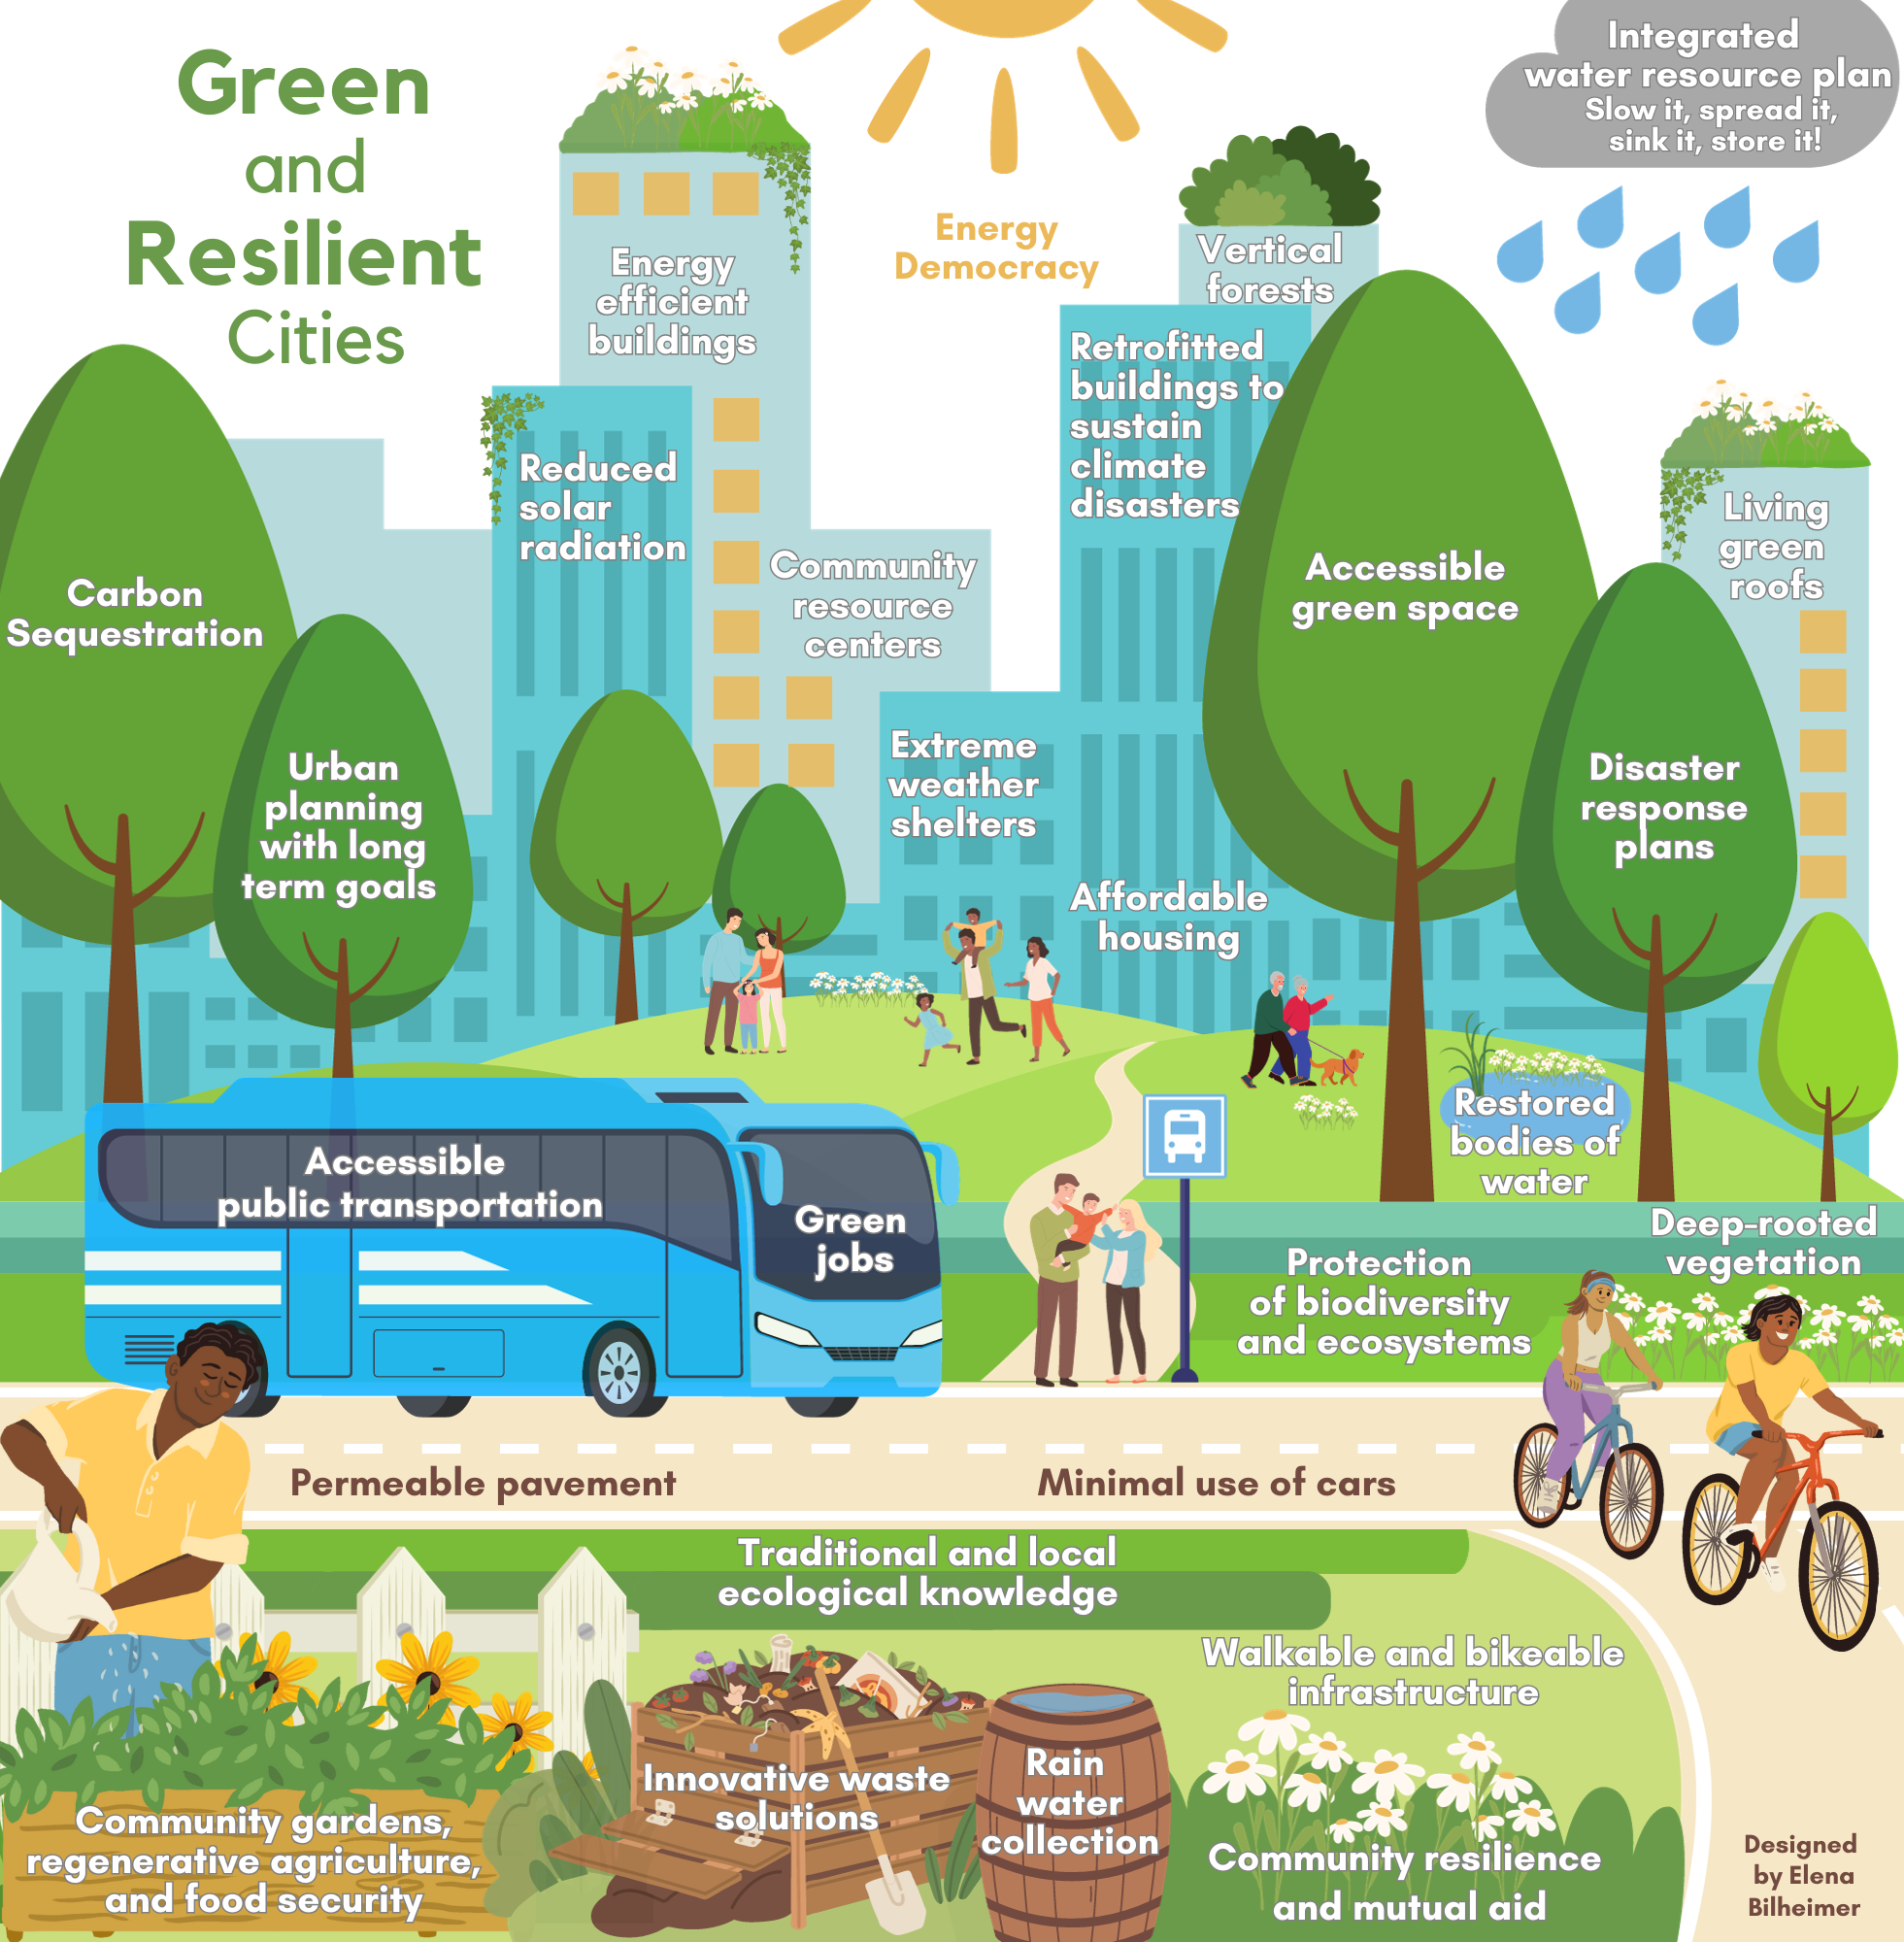 Green
and
Resilient
Cities
Integrated
water resource plan
Slow it, spread it,
sink it, store it!
Energy
Democracy
Energy
efficient
buildings
Vertical
forests
Retrofitted
buildings to
sustain
climate
disasters
Reduced
solar
radiation
Living
green
roofs
Carbon
Sequestration
Community
resource
centers
Accessible
green space
Urban
planning
with long
term goals
Extreme
weather
shelters
Disaster
response
plans
Affordable
housing
Restored
bodies of
water
Accessible
public transportation
Green
jobs
Deep-rooted
vegetation
Protection
of biodiversity
and ecosystems
Permeable pavement
Minimal use of cars
Traditional and local
ecological knowledge
Walkable and bikeable
infrastructure
Innovative waste
solutions
Rain
water
collection
Community gardens,
regenerative agriculture,
and food security
Community resilience
and mutual aid
Designed
by Elena
Bilheimer